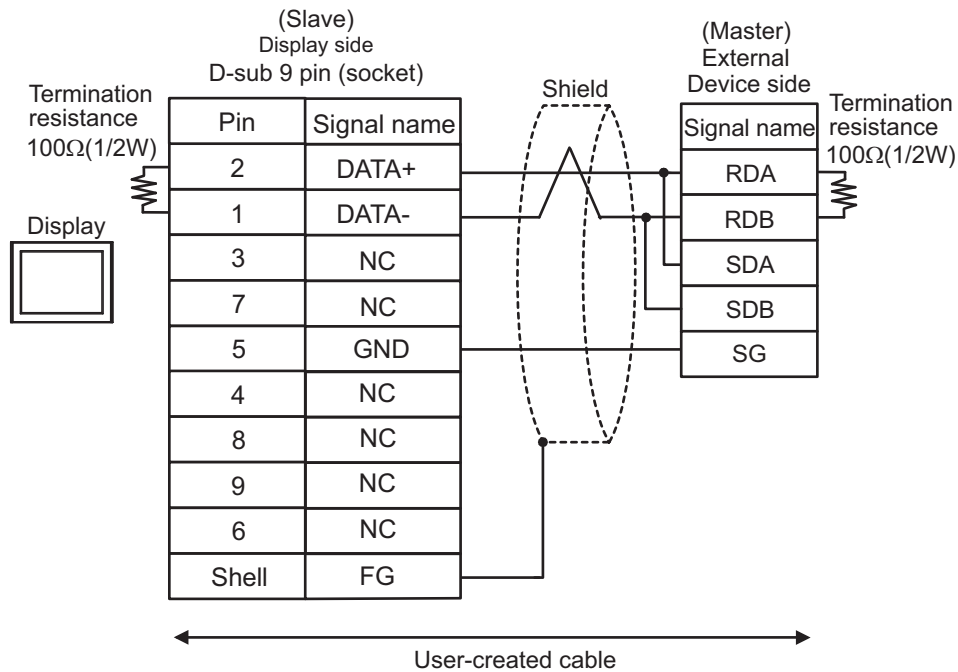 (Slave)
Display side
D-sub 9 pin (socket)
(Master)
External
Device side
Termination
resistance
100Ω(1/2W)
Shield
Termination
resistance
100Ω(1/2W)
Display
Pin Signal name
2 DATA+
1 DATA-
3 NC
7 NC
5 GND
4 NC
8 NC
9 NC
6 NC
Shell FG
Signal name
RDA
RDB
SDA
SDB
SG
User-created cable